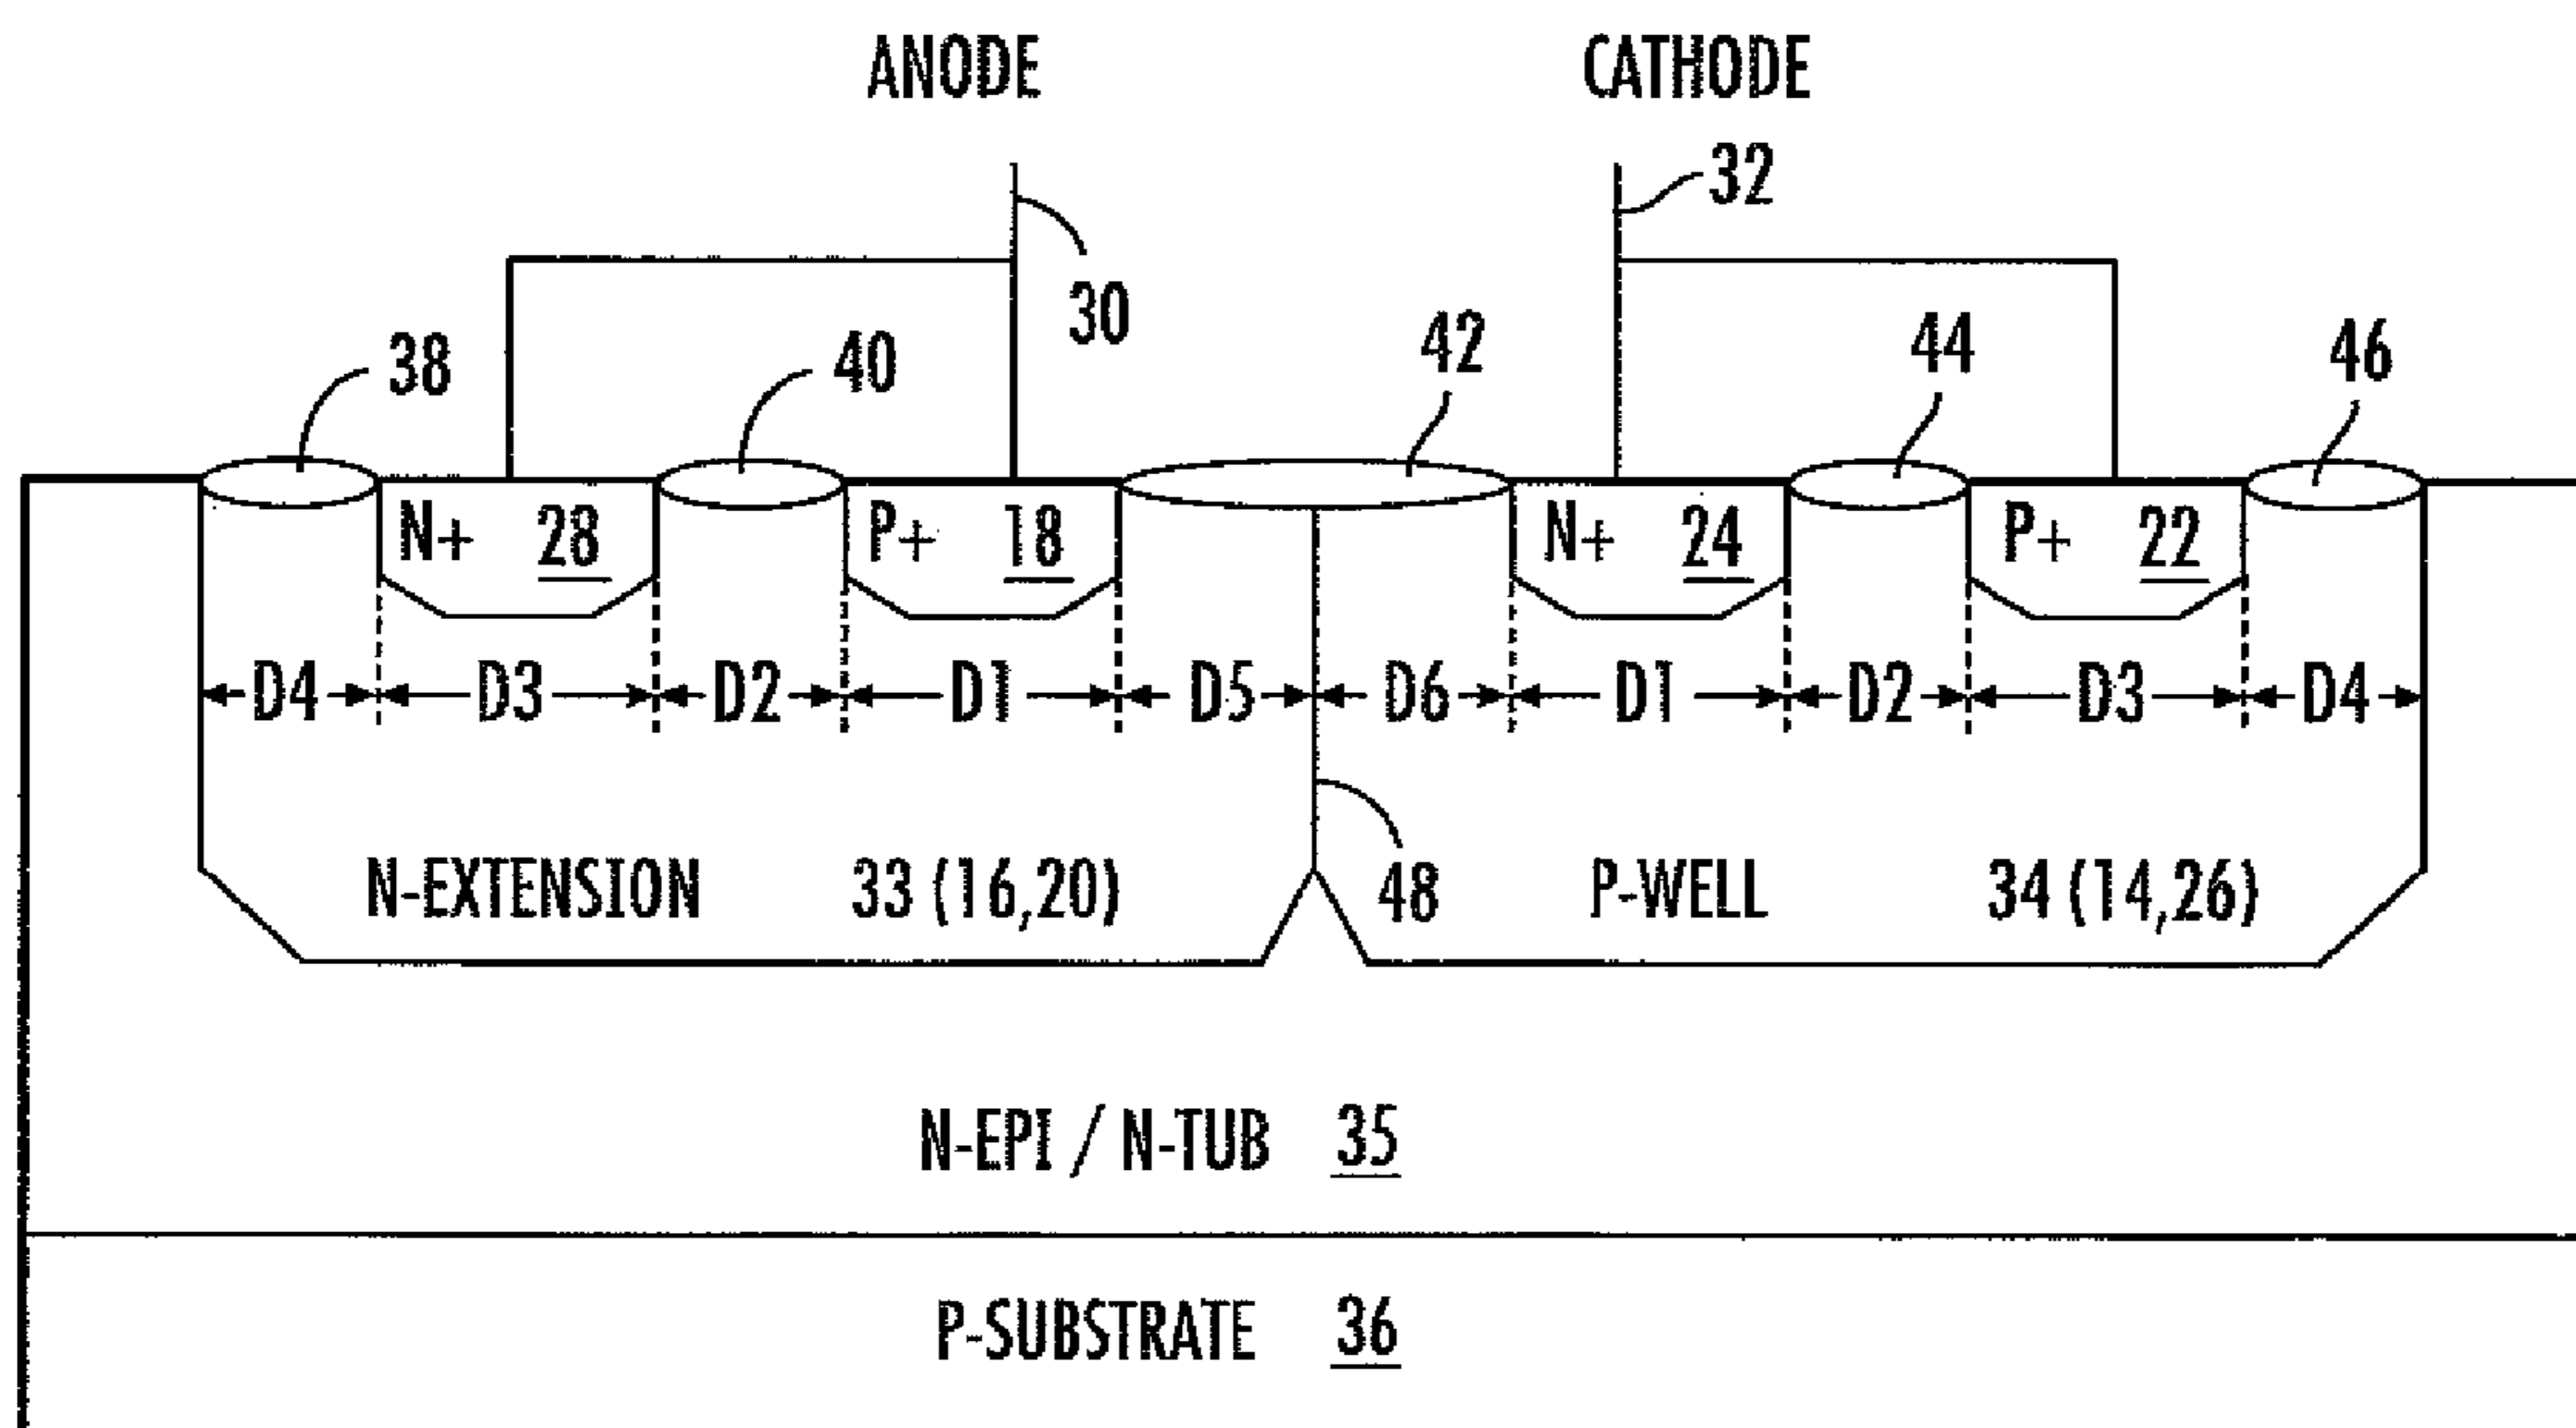 ANODE CATHODE
32
30
38 40 42 44 46
N+ 28 P+ 18 N+ 24 P+ 22
D4 D3 D2 D1 D5 D6 D1 D2 D3 D4
N-EXTENSION 33 (16,20) 48 P-WELL 34 (14,26)
N-EPI / N-TUB 35
P-SUBSTRATE 36